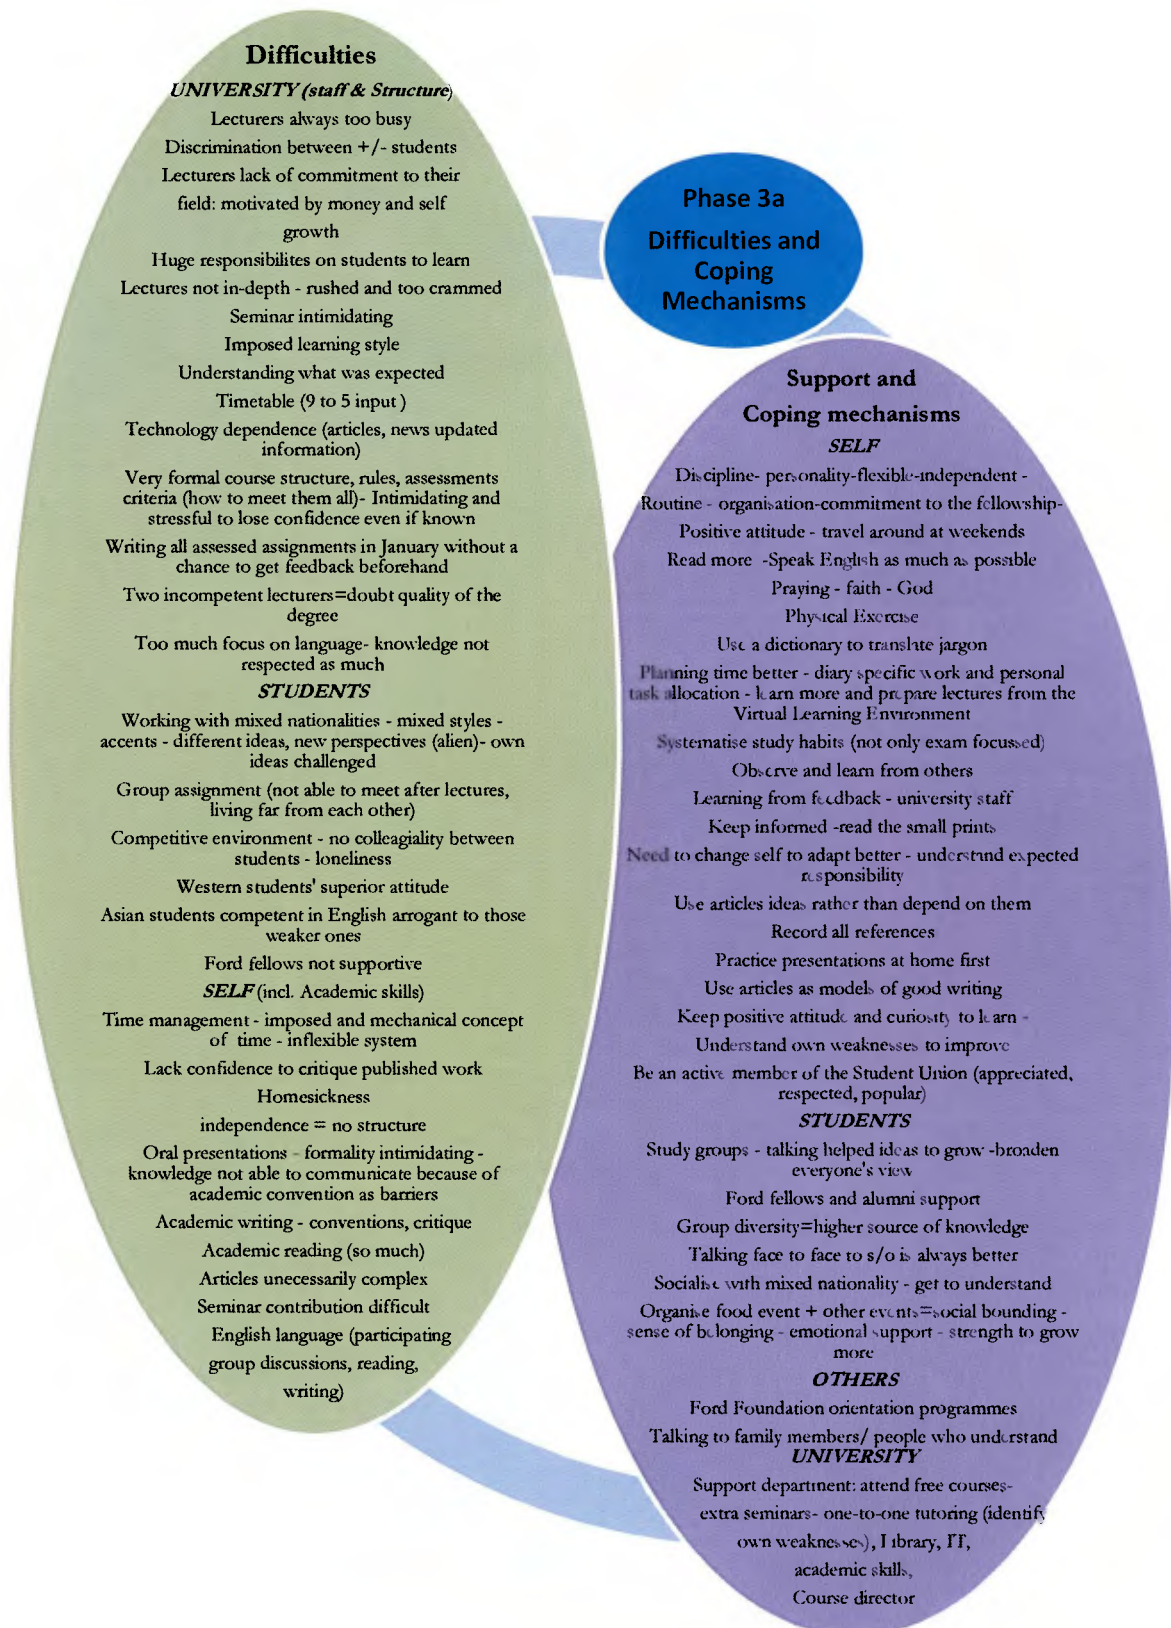 Difficulties
UNIVERSITY (staff & Structure)
Lecturers always too busy
Discrimination between +/- students
Lecturers lack of commitment to their
field: motivated by money and self
growth
Huge responsibilites on students to learn
Lectures not in-depth - rushed and too crammed
Seminar intimidating
Imposed learning style
Understanding what was expected
Timetable (9 to 5 input )
Technology dependence (articles, news updated
information)
Very formal course structure, rules, assessments
criteria (how to meet them all)- Intimidating and
stressful to lose confidence even if known
Writing all assessed assignments in January without a
chance to get feedback beforehand
Two incompetent lecturers=doubt quality of the
degree
Too much focus on language- knowledge not
respected as much
STUDENTS
Working with mixed nationalities - mixed styles -
accents - different ideas, new perspectives (alien)- own
ideas challenged
Group assignment (not able to meet after lectures,
living far from each other)
Competitive environment - no colleagiality between
students - loneliness
Western students' superior attitude
Asian students competent in English arrogant to those
weaker ones
Ford fellows not supportive
SELF (incl. Academic skills)
Time management - imposed and mechanical concept
of time - inflexible system
Lack confidence to critique published work
Homesickness
independence = no structure
Oral presentations - formality intimidating -
knowledge not able to communicate because of
academic convention as barriers
Academic writing - conventions, critique
Academic reading (so much)
Articles unecessarily complex
Seminar contribution difficult
English language (participating
group discussions, reading,
writing)
Phase 3a
Difficulties and
Coping
Mechanisms
Support and
Coping mechanisms
SELF
Discipline- personality-flexible-independent -
Routine - organisation-commitment to the fellowship-
Positive attitude - travel around at weekends
Read more -Speak English as much as possible
Praying - faith - God
Physical Exercise
Use a dictionary to translate jargon
Planning time better - diary specific work and personal
task allocation - learn more and prepare lectures from the
Virtual Learning Environment
Systematise study habits (not only exam focussed)
Observe and learn from others
Learning from feedback - university staff
Keep informed -read the small prints
Need to change self to adapt better - understand expected
responsibility
Use articles ideas rather than depend on them
Record all references
Practice presentations at home first
Use articles as models of good writing
Keep positive attitude and curiosity to learn -
Understand own weaknesses to improve
Be an active member of the Student Union (appreciated,
respected, popular)
STUDENTS
Study groups - talking helped ideas to grow -broaden
everyone's view
Ford fellows and alumni support
Group diversity=higher source of knowledge
Talking face to face to s/o is always better
Socialise with mixed nationality - get to understand
Organise food event + other events=social bounding -
sense of belonging - emotional support - strength to grow
more
OTHERS
Ford Foundation orientation programmes
Talking to family members/ people who understand
UNIVERSITY
Support department: attend free courses-
extra seminars- one-to-one tutoring (identify
own weaknesses), Library, IT,
academic skills,
Course director